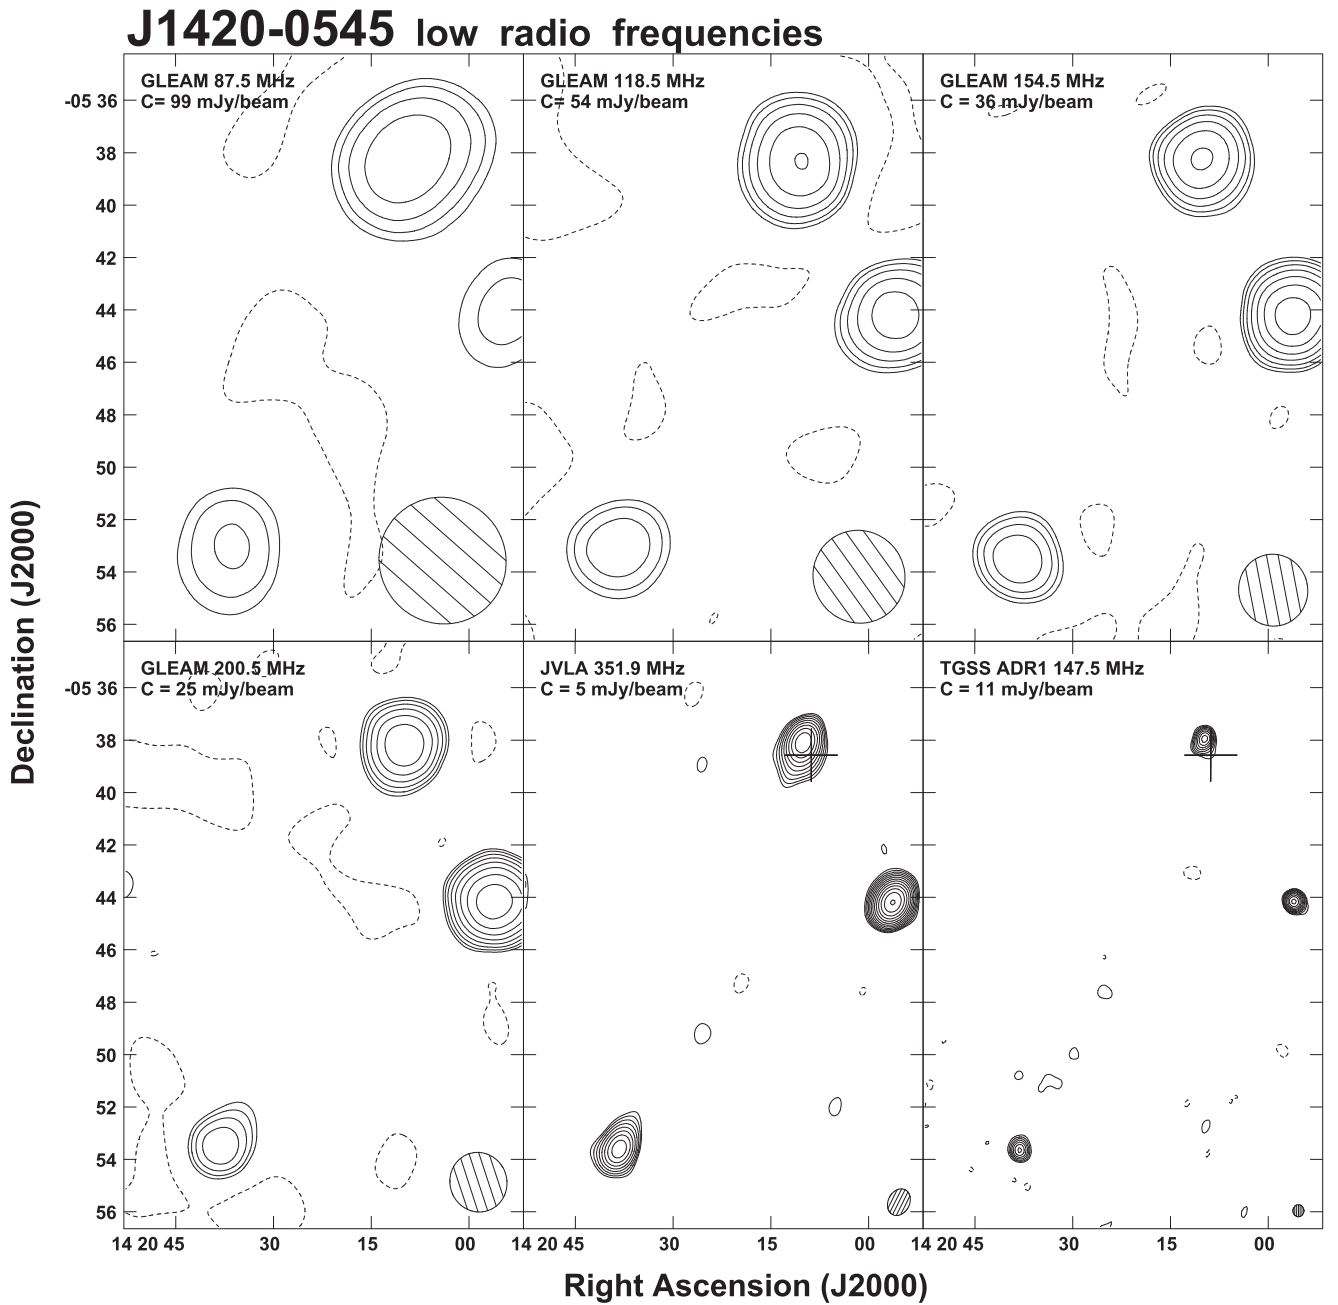 J1420-0545 low radio frequencies
GLEAM 87.5 MHz
C= 99 mJy/beam
GLEAM 118.5 MHz
C= 54 mJy/beam
GLEAM 154.5 MHz
C = 36 mJy/beam
-05 36
38
40
42
44
46
48
50
52
54
56
GLEAM 200.5 MHz
C = 25 mJy/beam
JVLA 351.9 MHz
C = 5 mJy/beam
TGSS ADR1 147.5 MHz
C = 11 mJy/beam
-05 36
38
40
42
44
46
48
50
52
54
56
14 20 45 30 15 00 14 20 45 30 15 00 14 20 45 30 15 00
Declination (J2000)
Right Ascension (J2000)